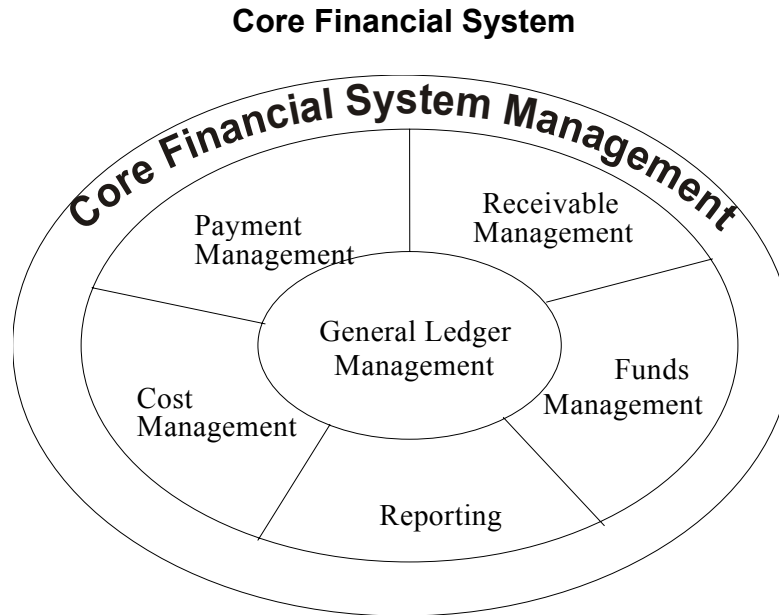 Core Financial System
Core Financial System Management
Payment
Management
Receivable
Management
General Ledger
Management
Cost
Management
Funds
Management
Reporting